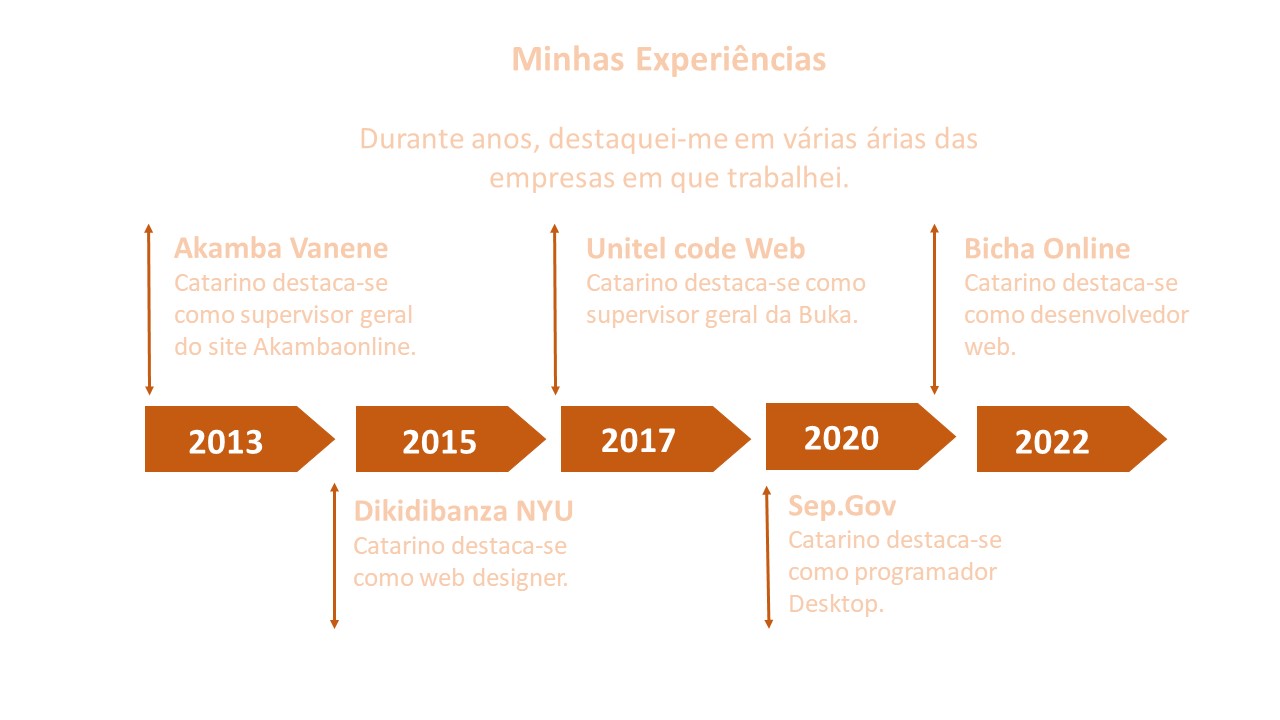 Minhas Experiências
Durante anos, destaquei-me em várias árias das
empresas em que trabalhei.
Akamba Vanene
Catarino destaca-se
como supervisor geral
do site Akambaonline.
Unitel code Web
Catarino destaca-se como
supervisor geral da Buka.
Bicha Online
Catarino destaca-se
como desenvolvedor
web.
2013
2015
2017
2020
2022
Dikidibanza NYU
Catarino destaca-se
como web designer.
Sep.Gov
Catarino destaca-se
como programador
Desktop.